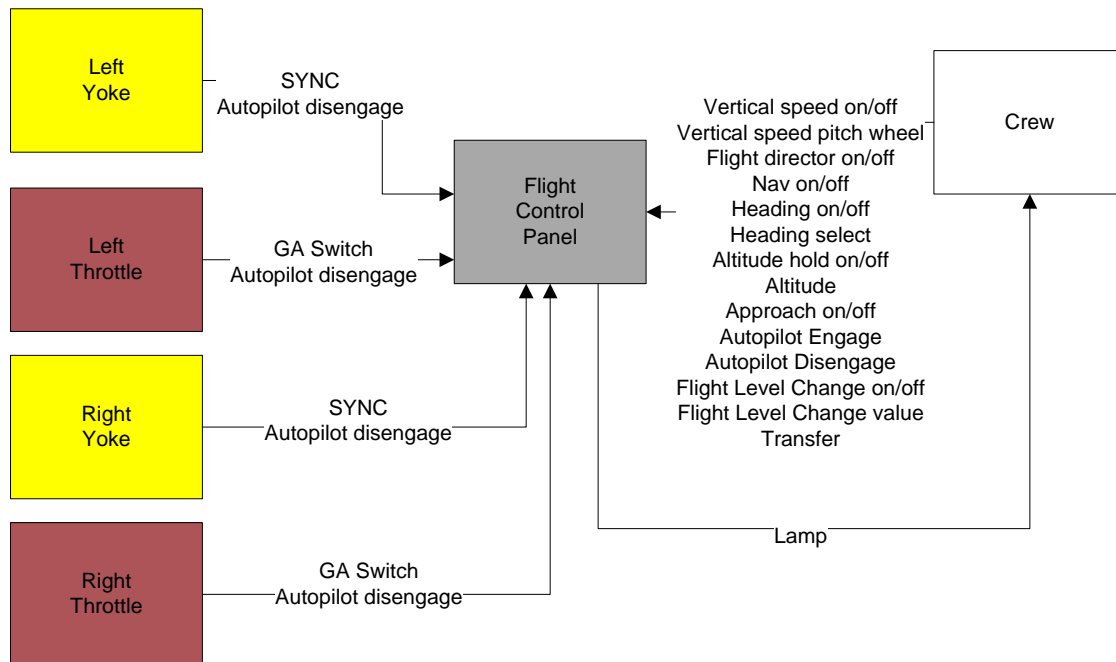 Left
Yoke
SYNC
Autopilot disengage
Left
Throttle
GA Switch
Autopilot disengage
Right
Yoke
SYNC
Autopilot disengage
Right
Throttle
GA Switch
Autopilot disengage
Flight
Control
Panel
Vertical speed on/off
Vertical speed pitch wheel
Flight director on/off
Nav on/off
Heading on/off
Heading select
Altitude hold on/off
Altitude
Approach on/off
Autopilot Engage
Autopilot Disengage
Flight Level Change on/off
Flight Level Change value
Transfer
Crew
Lamp